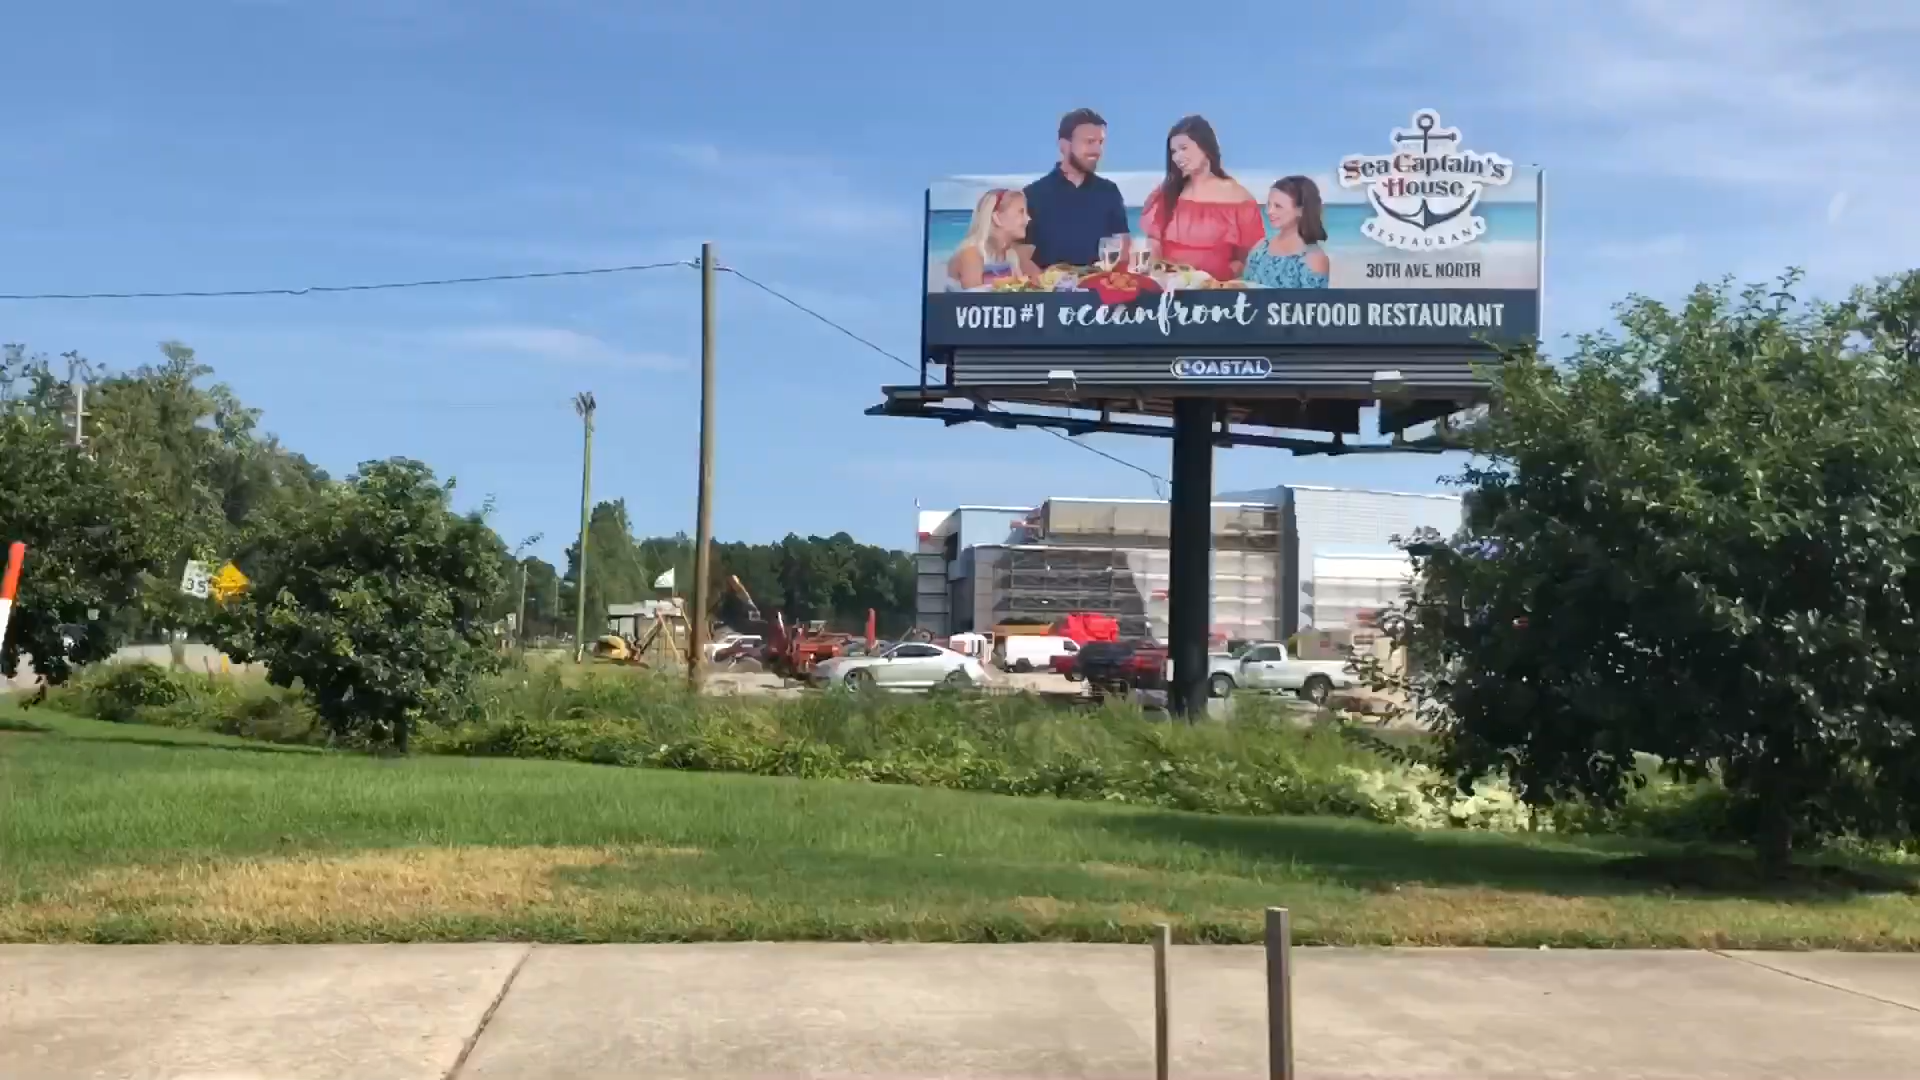 Sea Captain's
House
RESTAURANT
30TH AVE. NORTH
VOTED #1 oceanfront SEAFOOD RESTAURANT
COASTAL
35